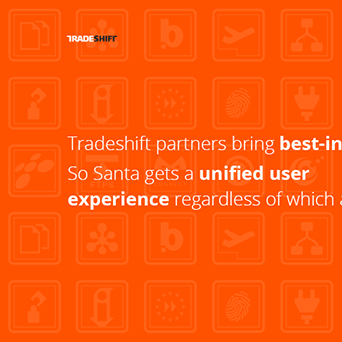 TRADESHIFT
Tradeshift partners bring best-in
So Santa gets a unified user
experience regardless of which